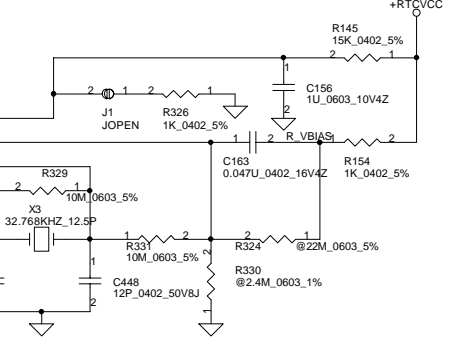 +RTCVCC
R145
15K_0402_5%
2 1
1
C156
1U_0603_10V4Z
2
2 1
J1
JOPEN
2 1
R326
1K_0402_5%
1 2
C163
0.047U_0402_16V4Z
R_VBIAS
1 2
R154
1K_0402_5%
R329
2 1
10M_0603_5%
X3
32.768KHZ_12.5P
1 2
R331
10M_0603_5%
2 1
R324
@22M_0603_5%
1
C448
12P_0402_50V8J
2
2
R330
@2.4M_0603_1%
1